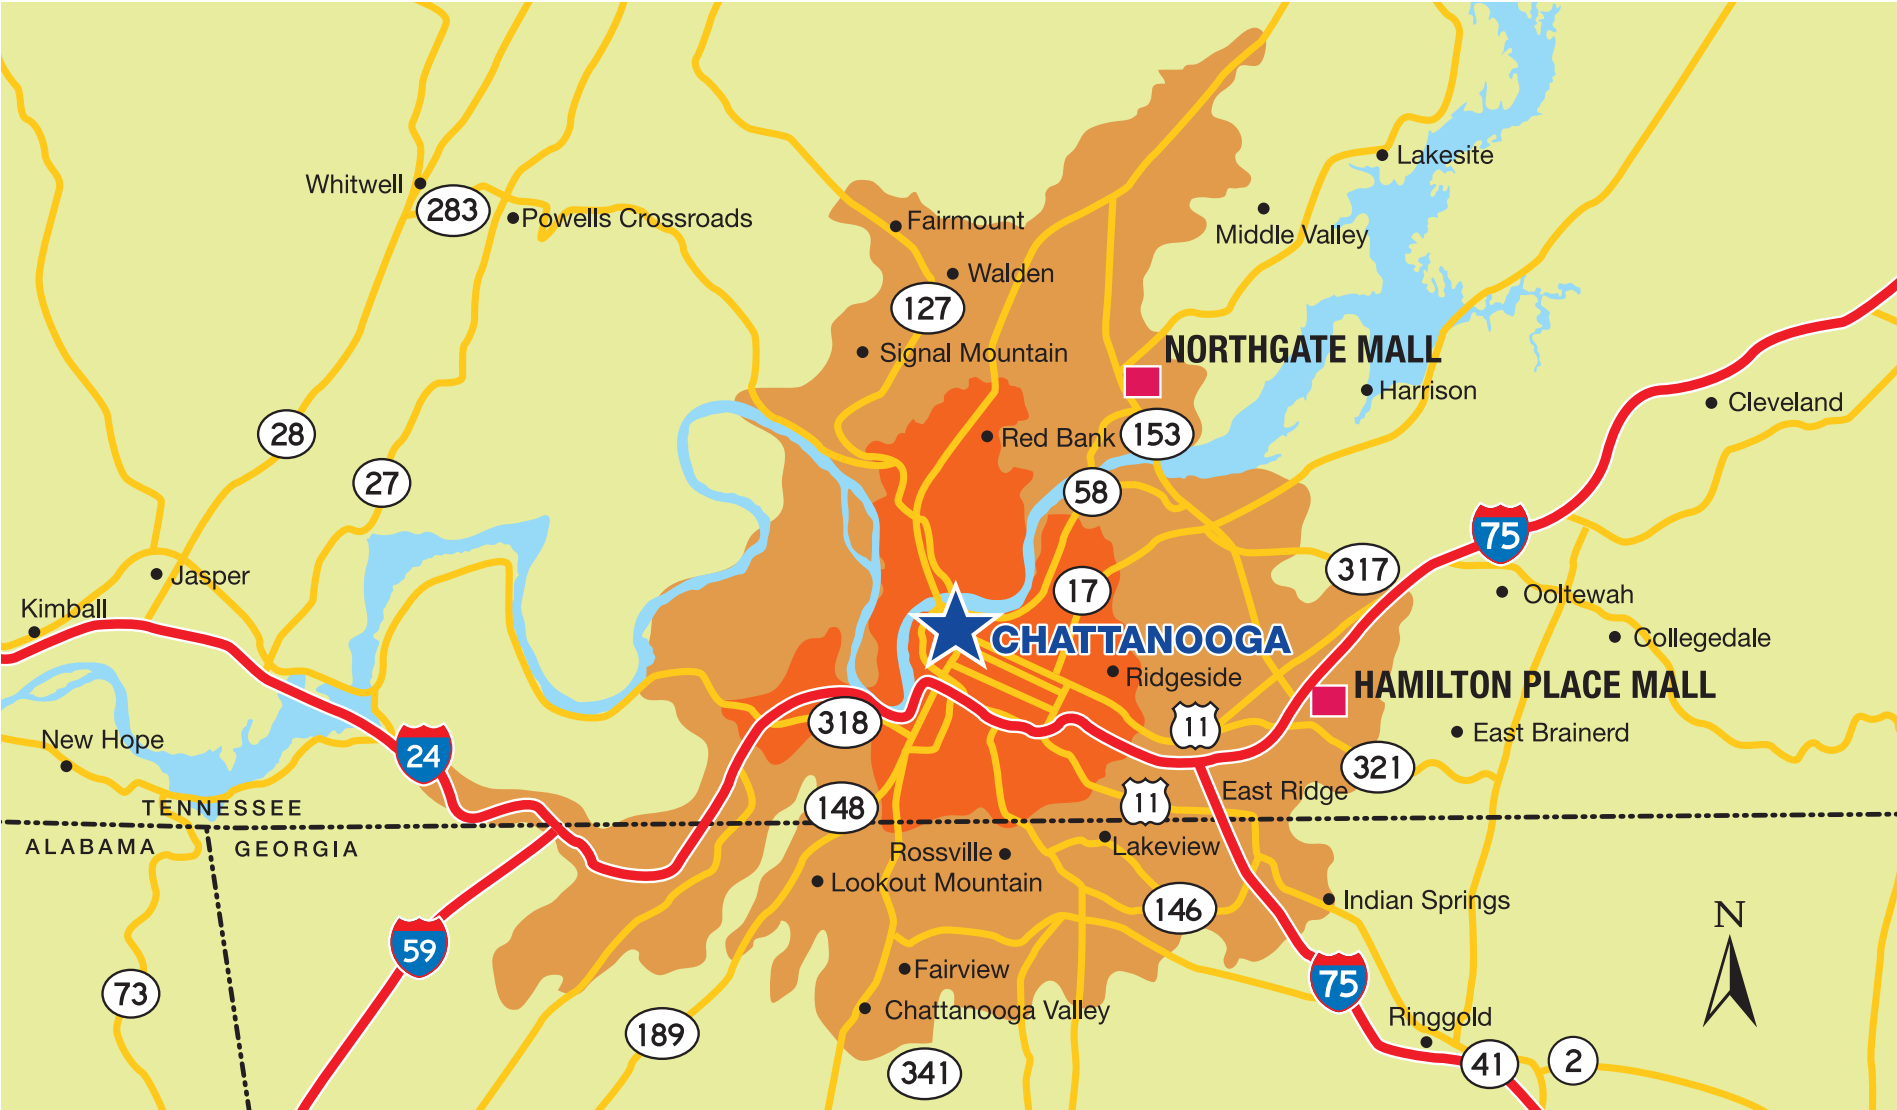 Lakesite
Whitwell
283
Powells Crossroads
Fairmount
Middle Valley
Walden
127
NORTHGATE MALL
Signal Mountain
Harrison
Cleveland
28
Red Bank
153
27
58
75
317
Jasper
17
Ooltewah
Kimball
CHATTANOOGA
Collegedale
Ridgeside
HAMILTON PLACE MALL
318
11
New Hope
East Brainerd
24
321
East Ridge
TENNESSEE
148
11
ALABAMA
GEORGIA
Rossville
Lakeview
Lookout Mountain
Indian Springs
146
N
59
Fairview
75
73
Chattanooga Valley
Ringgold
189
341
41
2